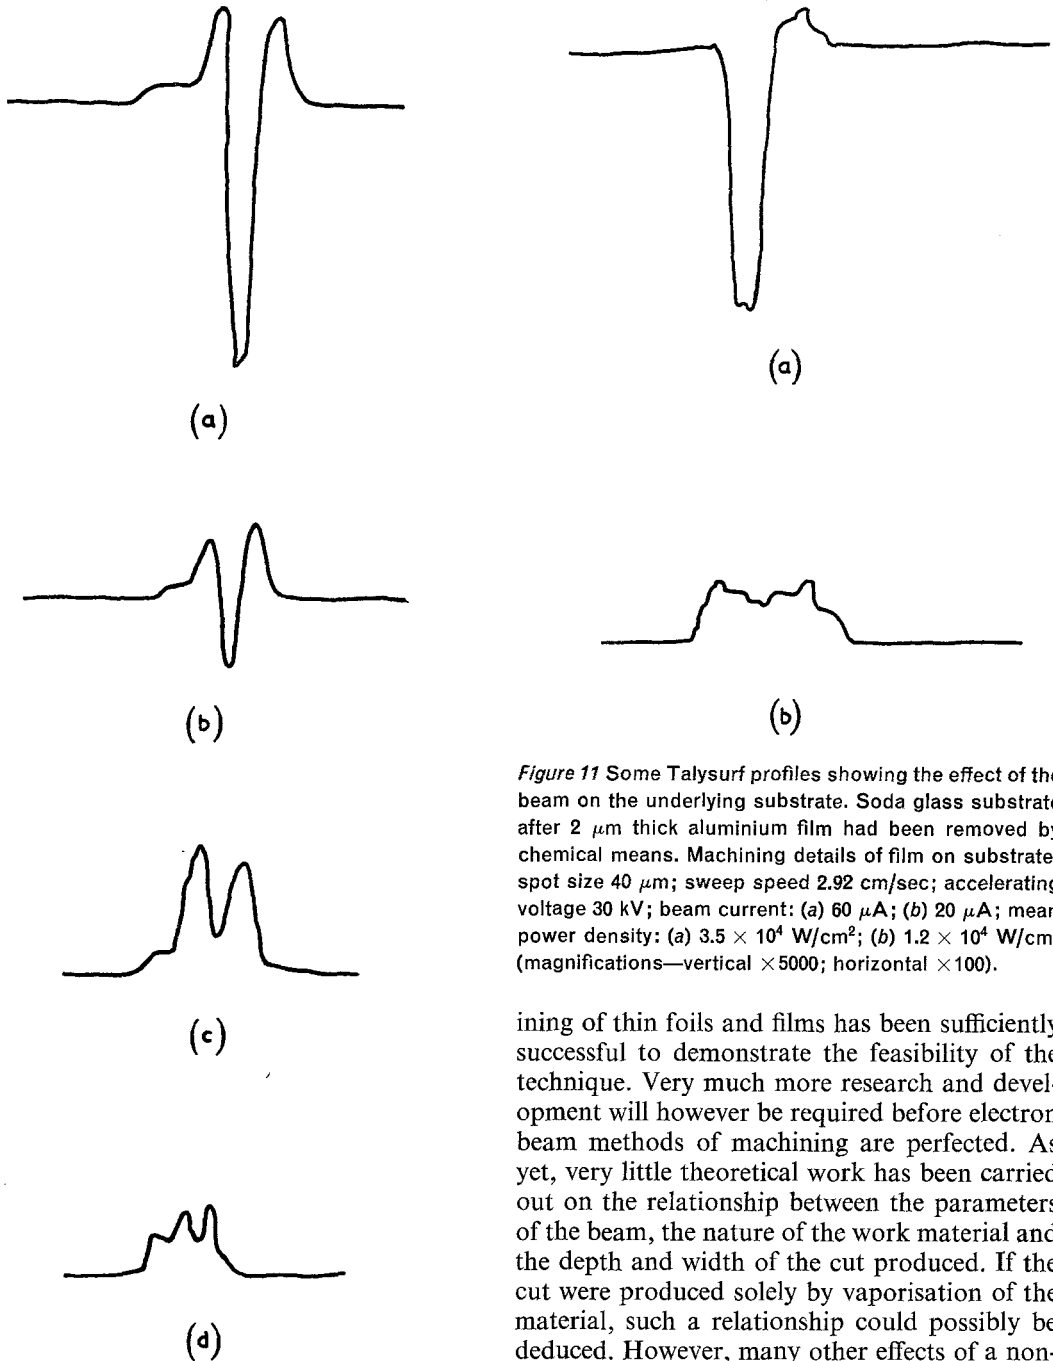 (a)
(b)
(c)
(d)
(a)
(b)
Figure 11 Some Talysurf profiles showing the effect of the
beam on the underlying substrate. Soda glass substrate
after 2 μm thick aluminium film had been removed by
chemical means. Machining details of film on substrate
spot size 40 μm; sweep speed 2.92 cm/sec; accelerating
voltage 30 kV; beam current: (a) 60 μA; (b) 20 μA; mean
power density: (a) 3.5 × 10⁴ W/cm²; (b) 1.2 × 10⁴ W/cm
(magnifications—vertical ×5000; horizontal ×100).
ining of thin foils and films has been sufficiently
successful to demonstrate the feasibility of the
technique. Very much more research and devel-
opment will however be required before electron
beam methods of machining are perfected. As
yet, very little theoretical work has been carried
out on the relationship between the parameters
of the beam, the nature of the work material and
the depth and width of the cut produced. If the
cut were produced solely by vaporisation of the
material, such a relationship could possibly be
deduced. However, many other effects of a non-